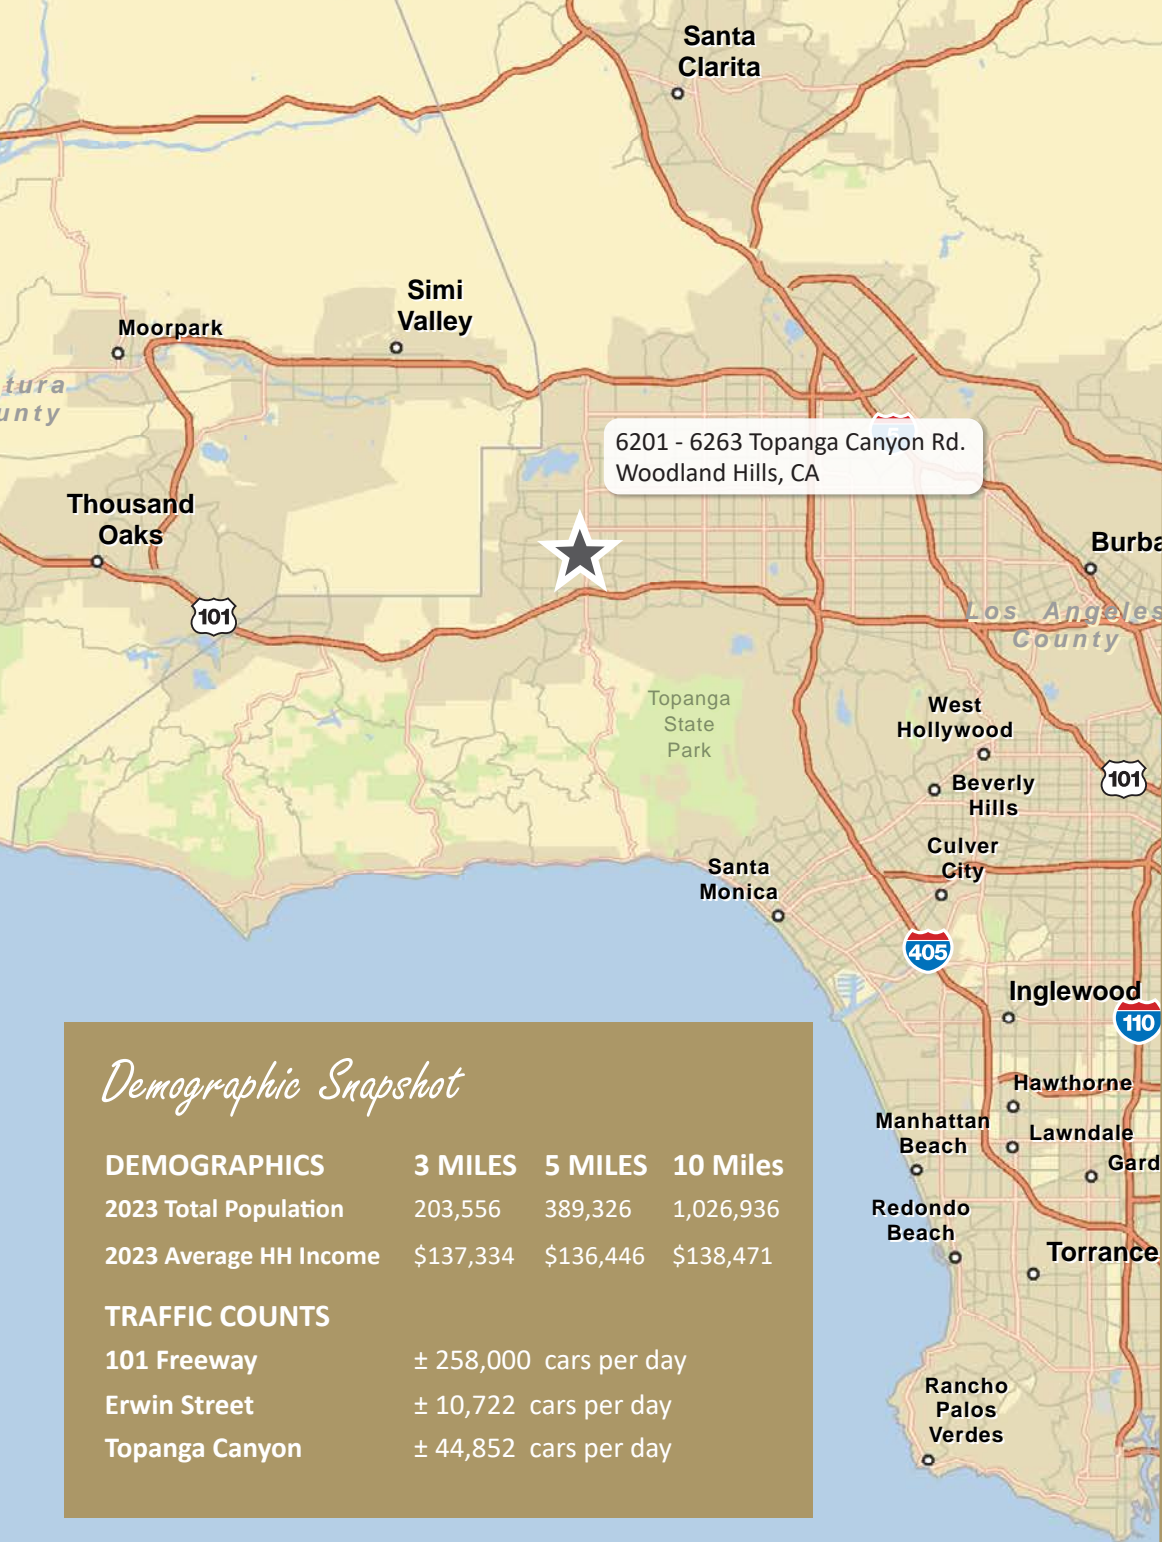 Santa
Clarita
Simi
Valley
Moorpark
tura
unty
5
6201 - 6263 Topanga Canyon Rd.
Woodland Hills, CA
Thousand
Oaks
Burba
101
Los Angeles
County
Topanga
State
Park
West
Hollywood
101
Beverly
Hills
Culver
City
Santa
Monica
405
Inglewood
110
Hawthorne
Manhattan
Beach
Lawndale
Gard
Redondo
Beach
Torrance
Rancho
Palos
Verdes
Demographic Snapshot
DEMOGRAPHICS 3 MILES 5 MILES 10 Miles
2023 Total Population 203,556 389,326 1,026,936
2023 Average HH Income $137,334 $136,446 $138,471
TRAFFIC COUNTS
101 Freeway ± 258,000 cars per day
Erwin Street ± 10,722 cars per day
Topanga Canyon ± 44,852 cars per day